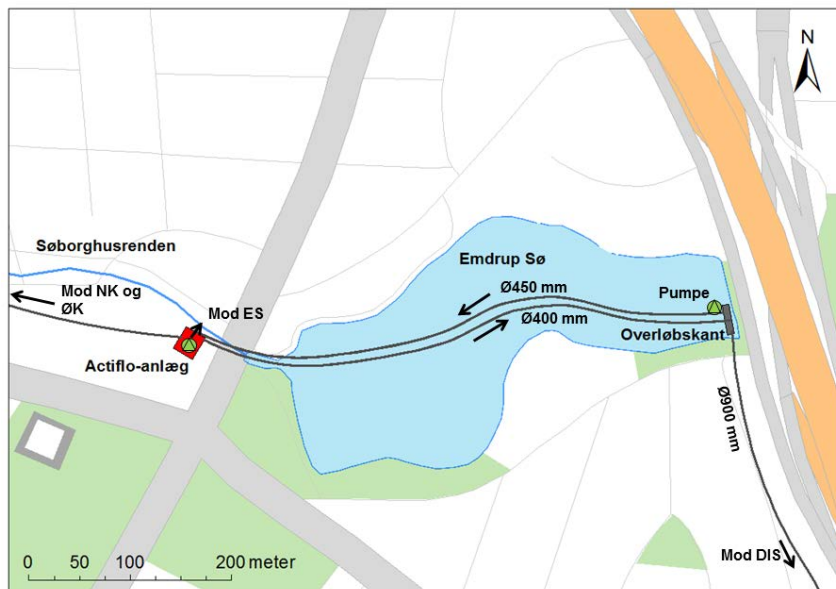 N
Søborghusrenden
Emdrup Sø
Mod NK og
ØK
Mod ES
Ø450 mm
Pumpe
Ø400 mm
Overløbskant
Actiflo-anlæg
Ø900 mm
Mod DIS
0 50 100 200 meter